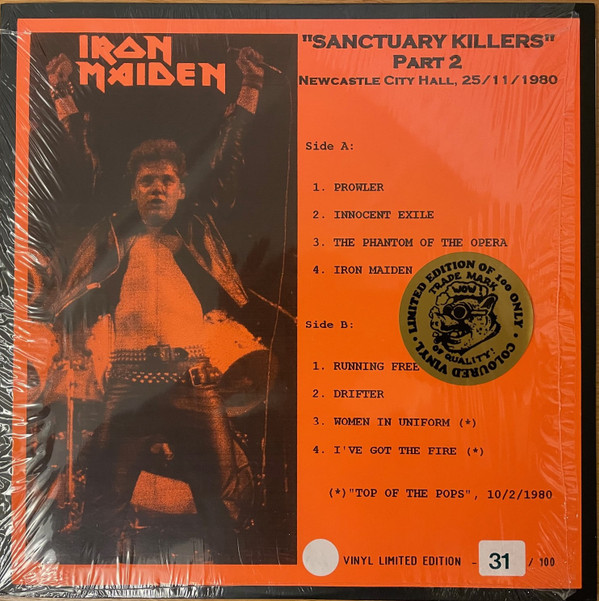 IRON
MAIDEN
"SANCTUARY KILLERS"
PART 2
NEWCASTLE CITY HALL, 25/11/1980
Side A:
1. PROWLER
2. INNOCENT EXILE
3. THE PHANTOM OF THE OPERA
4. IRON MAIDEN
LIMITED EDITION OF 100 ONLY • COLOURED VINYL •
TRADE MARK
WOW!
OF QUALITY!
Side B:
1. RUNNING FREE
2. DRIFTER
3. WOMEN IN UNIFORM (*)
4. I'VE GOT THE FIRE (*)
(*)"TOP OF THE POPS", 10/2/1980
VINYL LIMITED EDITION - 31 / 100